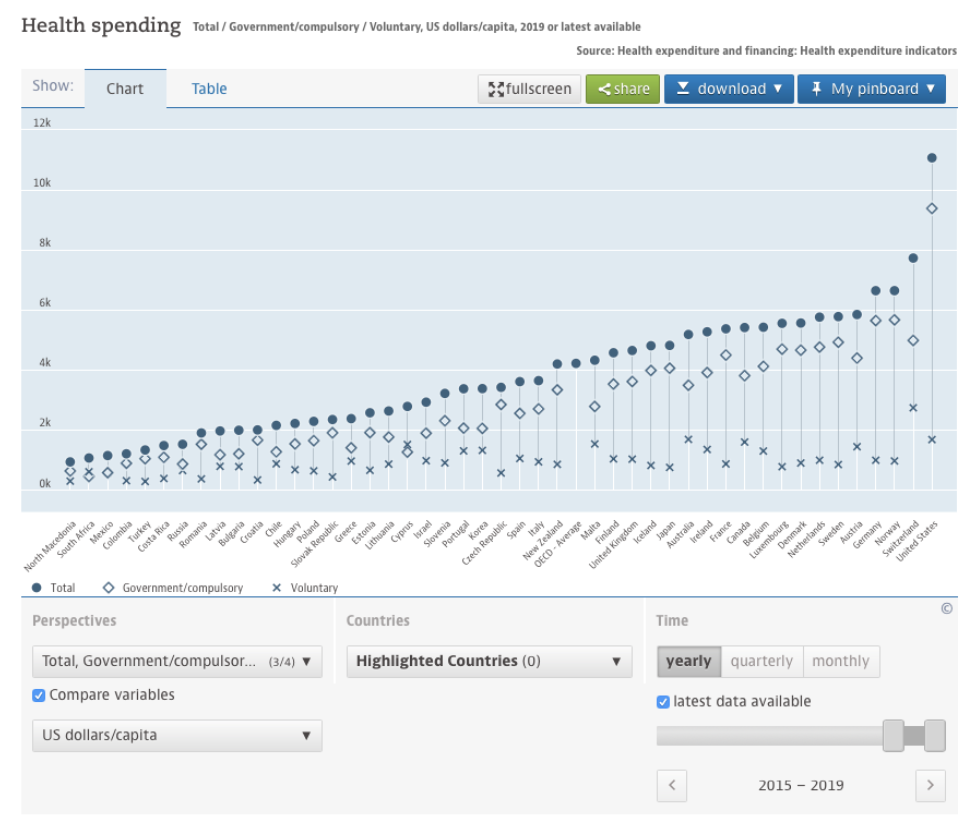 Health spending Total / Government/compulsory / Voluntary, US dollars/capita, 2019 or latest available
Source: Health expenditure and financing: Health expenditure indicators
Show: Chart Table fullscreen share download ▼ My pinboard ▼
12k
10k
8k
6k
4k
2k
0k
North Macedonia
South Africa
Mexico
Colombia
Turkey
Costa Rica
Russia
Romania
Latvia
Bulgaria
Croatia
Chile
Hungary
Poland
Slovak Republic
Greece
Estonia
Lithuania
Cyprus
Israel
Slovenia
Portugal
Korea
Czech Republic
Spain
Italy
New Zealand
OECD - Average
Malta
Finland
United Kingdom
Iceland
Japan
Australia
Ireland
France
Canada
Belgium
Luxembourg
Denmark
Netherlands
Sweden
Austria
Germany
Norway
Switzerland
United States
Total Government/compulsory Voluntary
©
Perspectives Countries Time
Total, Government/compulsor... (3/4) ▼ Highlighted Countries (0) ▼ yearly quarterly monthly
Compare variables latest data available
US dollars/capita ▼
< 2015 – 2019 >